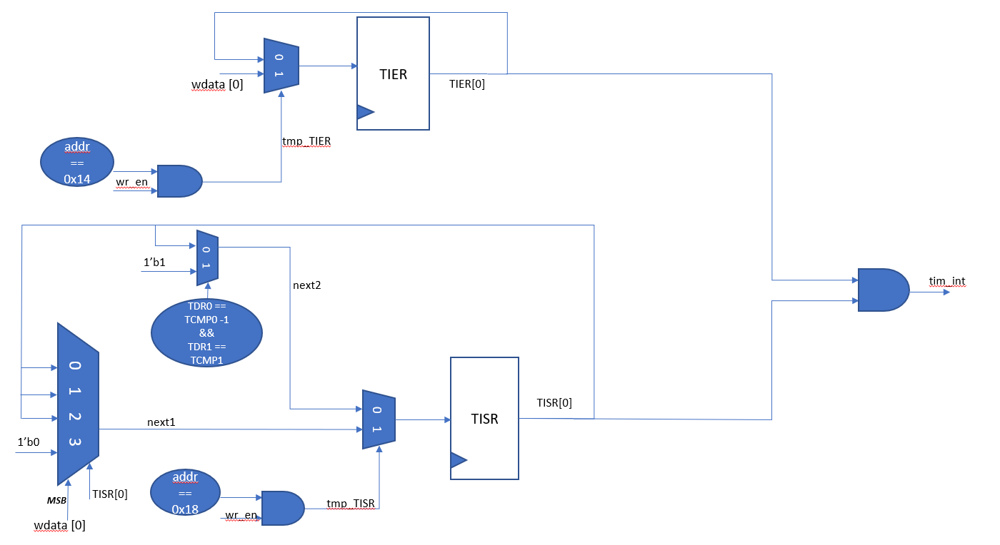 0
1
TIER
wdata [0]
TIER[0]
tmp_TIER
addr
==
0x14
wr_en
0
1
1’b1
next2
TDR0 ==
TCMP0 -1
&&
TDR1 ==
TCMP1
tim_int
0
1
2
3
1’b0
next1
0
1
TISR
TISR[0]
MSB
TISR[0]
wdata [0]
addr
==
0x18
wr_en
tmp_TISR